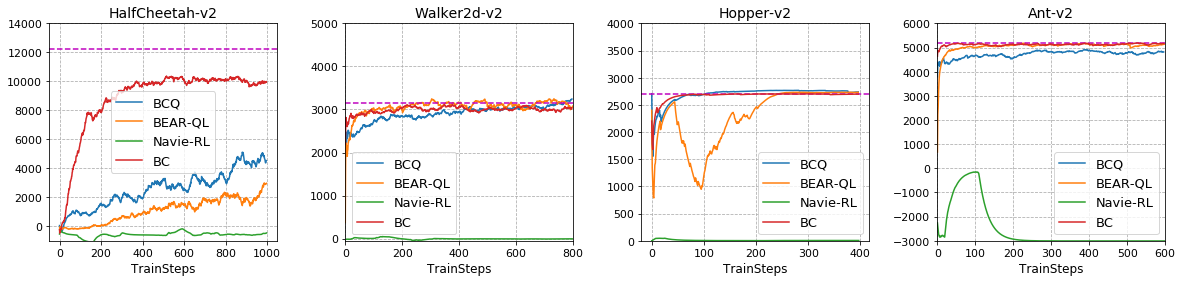 HalfCheetah-v2
14000
12000
10000
8000
6000
4000
2000
0
0 200 400 600 800 1000
TrainSteps
BCQ
BEAR-QL
Navie-RL
BC
Walker2d-v2
5000
4000
3000
2000
1000
0
0 200 400 600 800
TrainSteps
BCQ
BEAR-QL
Navie-RL
BC
Hopper-v2
4000
3500
3000
2500
2000
1500
1000
500
0
0 100 200 300 400
TrainSteps
BCQ
BEAR-QL
Navie-RL
BC
Ant-v2
6000
5000
4000
3000
2000
1000
0
−1000
−2000
−3000
0 100 200 300 400 500 600
TrainSteps
BCQ
BEAR-QL
Navie-RL
BC